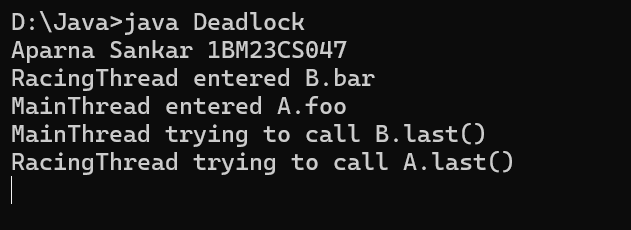 D:\Java>java Deadlock
Aparna Sankar 1BM23CS047
RacingThread entered B.bar
MainThread entered A.foo
MainThread trying to call B.last()
RacingThread trying to call A.last()